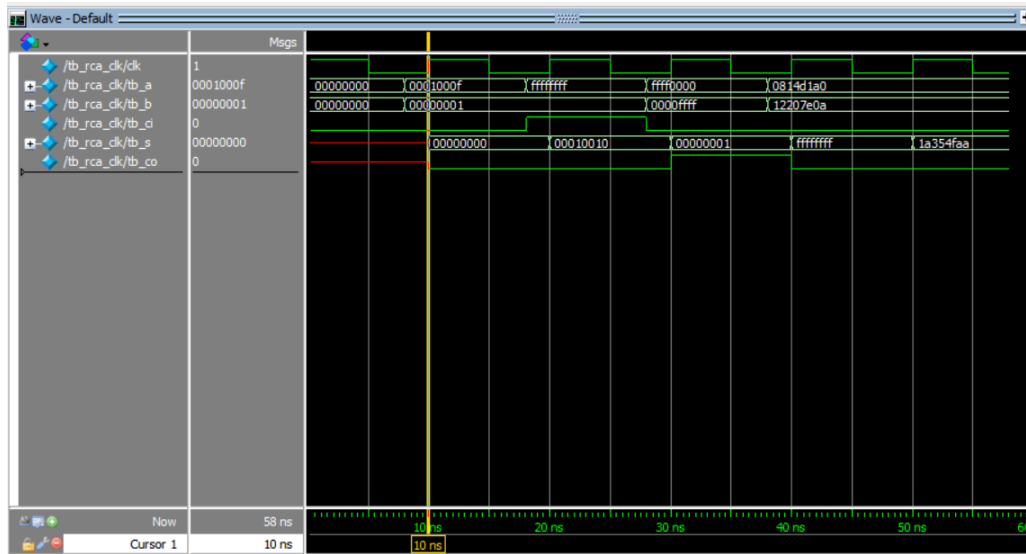 Wave - Default
Msgs
/tb_rca_clk/clk 1
/tb_rca_clk/tb_a 0001000f 00000000 0001000f ffffffff ffff0000 0814d1a0
/tb_rca_clk/tb_b 00000001 00000000 00000001 0000ffff 12207e0a
/tb_rca_clk/tb_ci 0
/tb_rca_clk/tb_s 00000000 00000000 00010010 00000001 ffffffff 1a354faa
/tb_rca_clk/tb_co 0
Now 58 ns 10 ns 20 ns 30 ns 40 ns 50 ns 6
Cursor 1 10 ns 10 ns